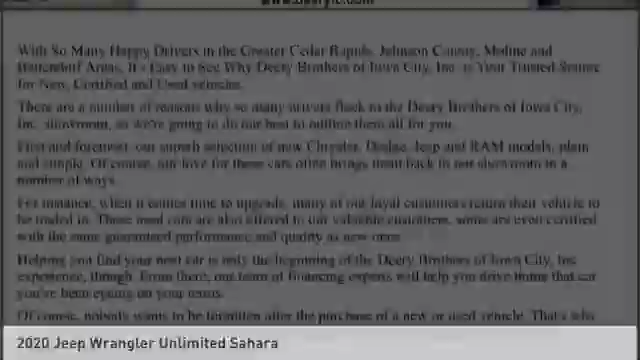 With So Many Happy Drivers in the Greater Cedar Rapids, Johnson County, Moline and
Bettendorf Areas, It's Easy to See Why Deery Brothers of Iowa City, Inc. is Your Trusted Source
for New, Certified and Used vehicles.
There are a number of reasons why so many drivers flock to the Deery Brothers of Iowa City,
Inc. showroom, so we're going to do our best to outline them all for you.
First and foremost, our superb selection of new Chrysler, Dodge, Jeep and RAM models, plain
and simple. Of course, our love for these cars often brings them back to our showroom in a
number of ways.
For instance, when it comes time to upgrade, many of our loyal customers return their vehicle to
be traded in. These used cars are also offered to our valuable customers, some are even certified
with the same guaranteed performance and quality as new ones.
Helping you find your next car is only the beginning of the Deery Brothers of Iowa City, Inc
experience, though. From there, our team of financing experts will help you drive home that car
you've been eyeing on your terms.
Of course, nobody wants to be forgotten after the purchase of a new or used vehicle. That's why
2020 Jeep Wrangler Unlimited Sahara